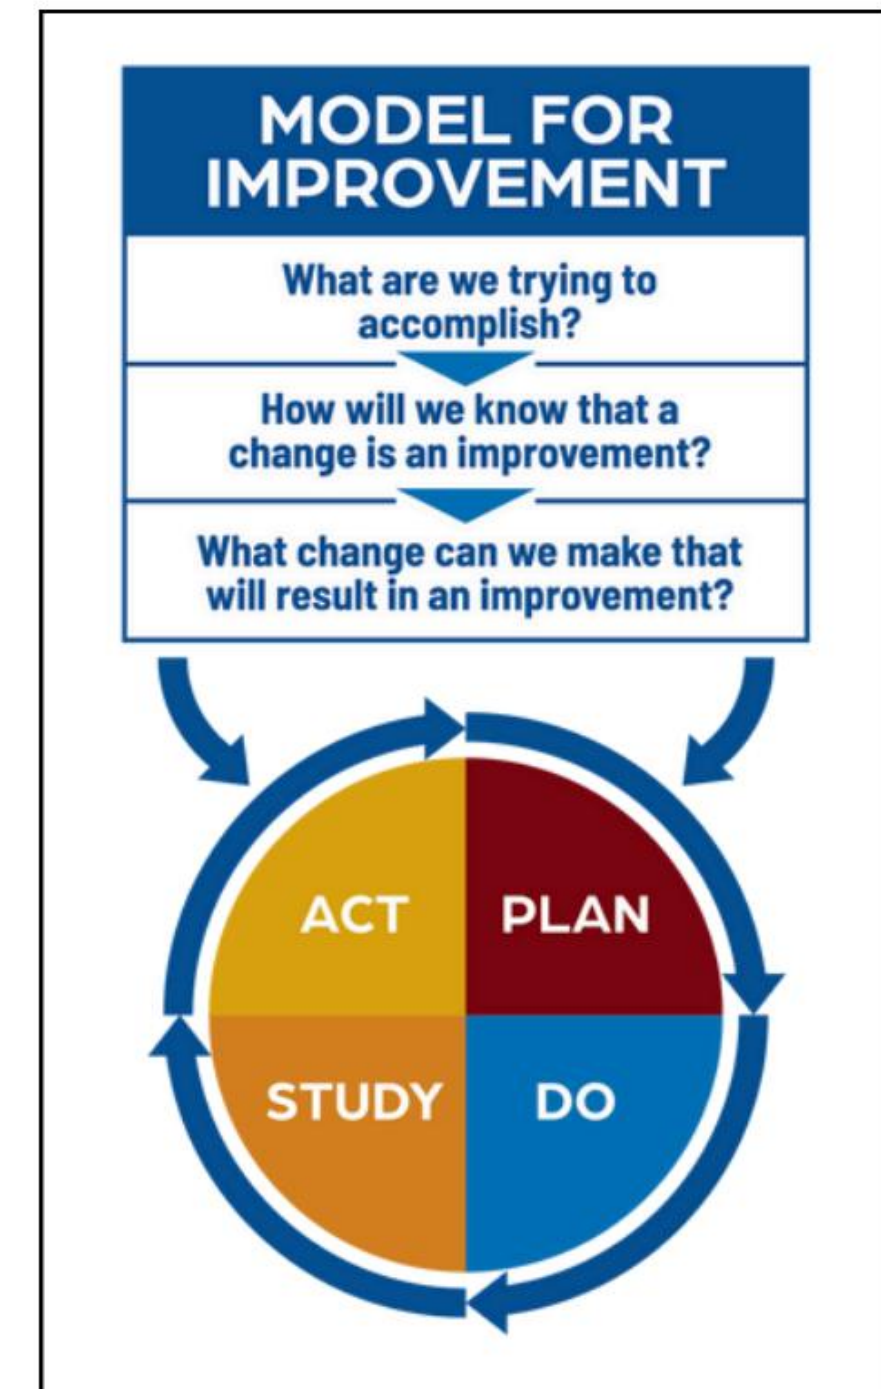 MODEL FOR
IMPROVEMENT
What are we trying to
accomplish?
How will we know that a
change is an improvement?
What change can we make that
will result in an improvement?
ACT
PLAN
STUDY
DO